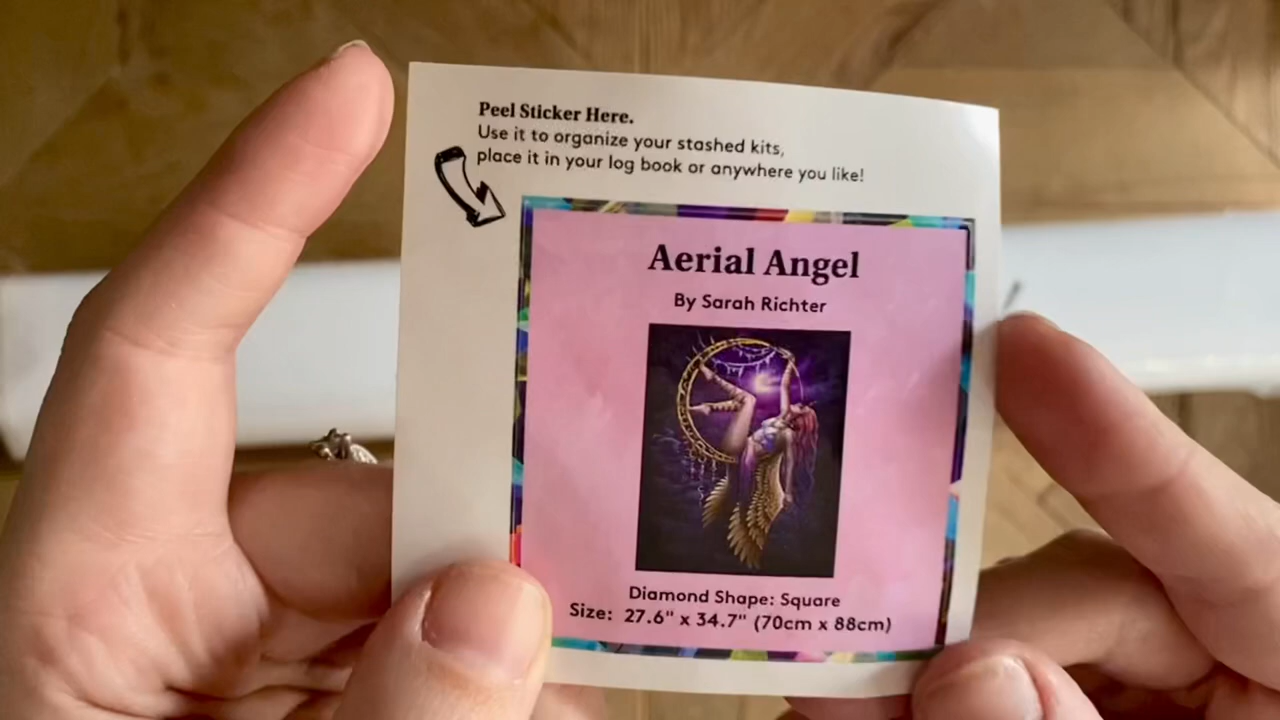 Peel Sticker Here.
Use it to organize your stashed kits,
place it in your log book or anywhere you like!
Aerial Angel
By Sarah Richter
Diamond Shape: Square
Size: 27.6" x 34.7" (70cm x 88cm)